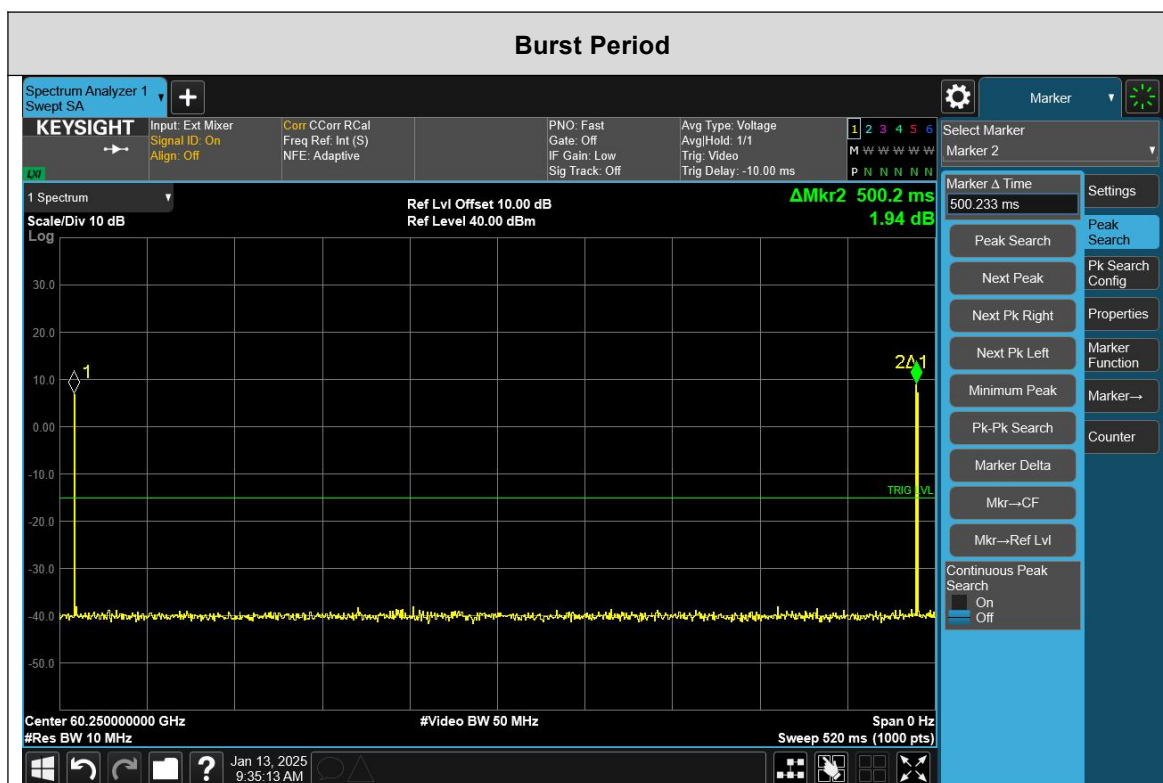 Burst Period
Spectrum Analyzer 1
Swept SA
Marker
KEYSIGHT
LXI
Input: Ext Mixer
Signal ID: On
Align: Off
Corr CCorr RCal
Freq Ref: Int (S)
NFE: Adaptive
PNO: Fast
Gate: Off
IF Gain: Low
Sig Track: Off
Avg Type: Voltage
Avg|Hold: 1/1
Trig: Video
Trig Delay: -10.00 ms
1 2 3 4 5 6
M W W W W W
P N N N N N
Select Marker
Marker 2
1 Spectrum
Scale/Div 10 dB
Log
Ref Lvl Offset 10.00 dB
Ref Level 40.00 dBm
ΔMkr2 500.2 ms
1.94 dB
30.0
20.0
10.0
0.00
-10.0
-20.0
-30.0
-40.0
-50.0
1
2Δ1
TRIG LVL
Center 60.250000000 GHz
#Res BW 10 MHz
#Video BW 50 MHz
Span 0 Hz
Sweep 520 ms (1000 pts)
Marker Δ Time
500.233 ms
Peak Search
Next Peak
Next Pk Right
Next Pk Left
Minimum Peak
Pk-Pk Search
Marker Delta
Mkr→CF
Mkr→Ref Lvl
Continuous Peak
Search
On
Off
Settings
Peak
Search
Pk Search
Config
Properties
Marker
Function
Marker→
Counter
?
Jan 13, 2025
9:35:13 AM